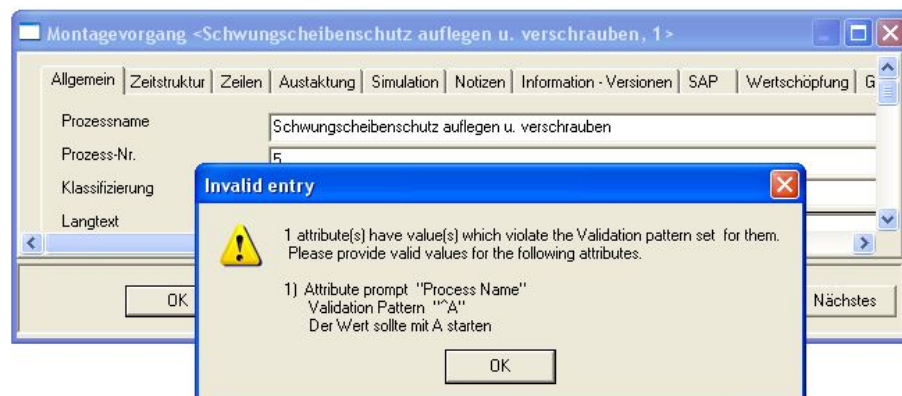 Montagevorgang <Schwungscheibenschutz auflegen u. verschrauben, 1>
Allgemein Zeitstruktur Zeilen Austaktung Simulation Notizen Information - Versionen SAP Wertschöpfung G
Prozessname Schwungscheibenschutz auflegen u. verschrauben
Prozess-Nr. 5
Klassifizierung
Langtext
Invalid entry
1 attribute(s) have value(s) which violate the Validation pattern set for them.
Please provide valid values for the following attributes.
1) Attribute prompt "Process Name"
Validation Pattern "^A"
Der Wert sollte mit A starten
OK
OK Nächstes